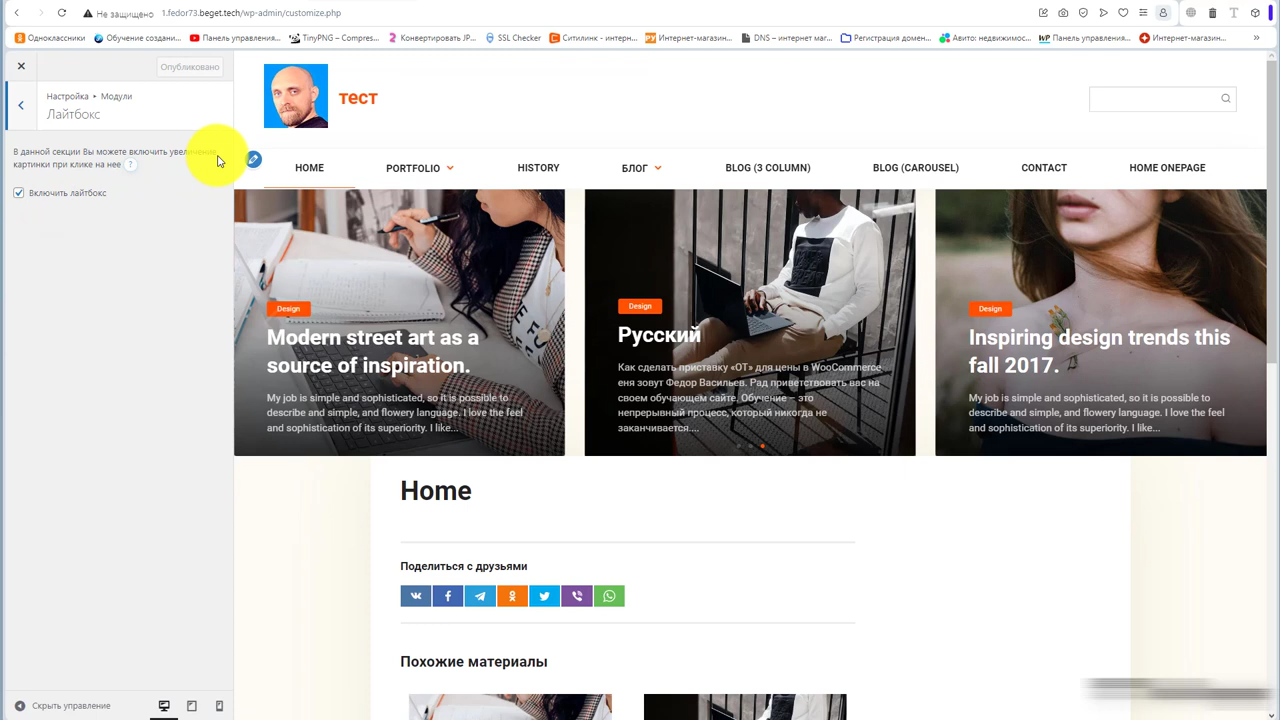 Не защищено
1.fedor73.beget.tech/wp-admin/customize.php
Одноклассники
Обучение создани...
Панель управления...
TinyPNG – Compres...
Конвертировать JP...
SSL Checker
Ситилинк - интерн...
Интернет-магазин...
DNS – интернет маг...
Регистрация домен...
Авито: недвижимос...
Панель управления...
Интернет-магазин...
Опубликовано
Настройка ▸ Модули
Лайтбокс
В данной секции Вы можете включить увеличение
картинки при клике на нее ?
Включить лайтбокс
Скрыть управление
тест
HOME
PORTFOLIO
HISTORY
БЛОГ
BLOG (3 COLUMN)
BLOG (CAROUSEL)
CONTACT
HOME ONEPAGE
Design
Modern street art as a
source of inspiration.
My job is simple and sophisticated, so it is possible to
describe and simple, and flowery language. I love the feel
and sophistication of its superiority. I like...
Design
Русский
Как сделать приставку «ОТ» для цены в WooCommerce
еня зовут Федор Васильев. Рад приветствовать вас на
своем обучающем сайте. Обучение – это
непрерывный процесс, который никогда не
заканчивается....
Design
Inspiring design trends this
fall 2017.
My job is simple and sophisticated, so it is possible to
describe and simple, and flowery language. I love the feel
and sophistication of its superiority. I like...
Home
Поделиться с друзьями
Похожие материалы